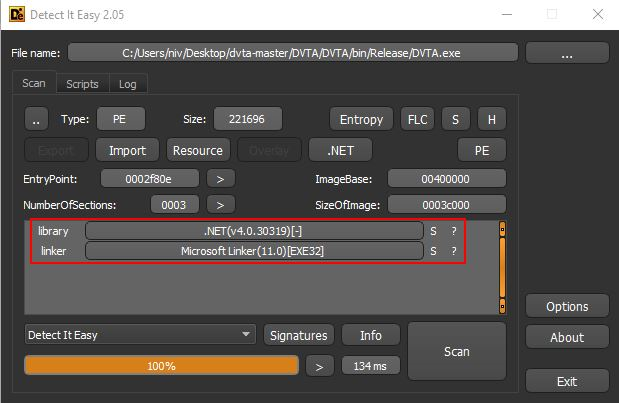 Detect It Easy 2.05
File name: C:/Users/niv/Desktop/dvta-master/DVTA/DVTA/bin/Release/DVTA.exe ...
Scan Scripts Log
.. Type: PE Size: 221696 Entropy FLC S H
Export Import Resource Overlay .NET PE
EntryPoint: 0002f80e > ImageBase: 00400000
NumberOfSections: 0003 > SizeOfImage: 0003c000
library .NET(v4.0.30319)[-] S ?
linker Microsoft Linker(11.0)[EXE32] S ?
Options
Detect It Easy Signatures Info Scan About
100% > 134 ms
Exit